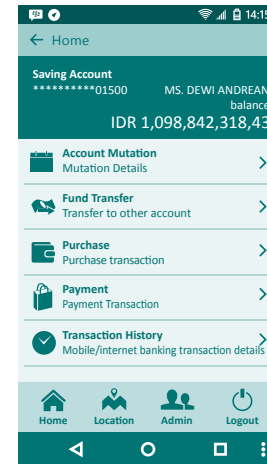 14:15
Home
Saving Account
**********01500 MS. DEWI ANDREAN
balance
IDR 1,098,842,318,43
Account Mutation
Mutation Details
Fund Transfer
Transfer to other account
Purchase
Purchase transaction
Payment
Payment Transaction
Transaction History
Mobile/internet banking transaction details
Home Location Admin Logout